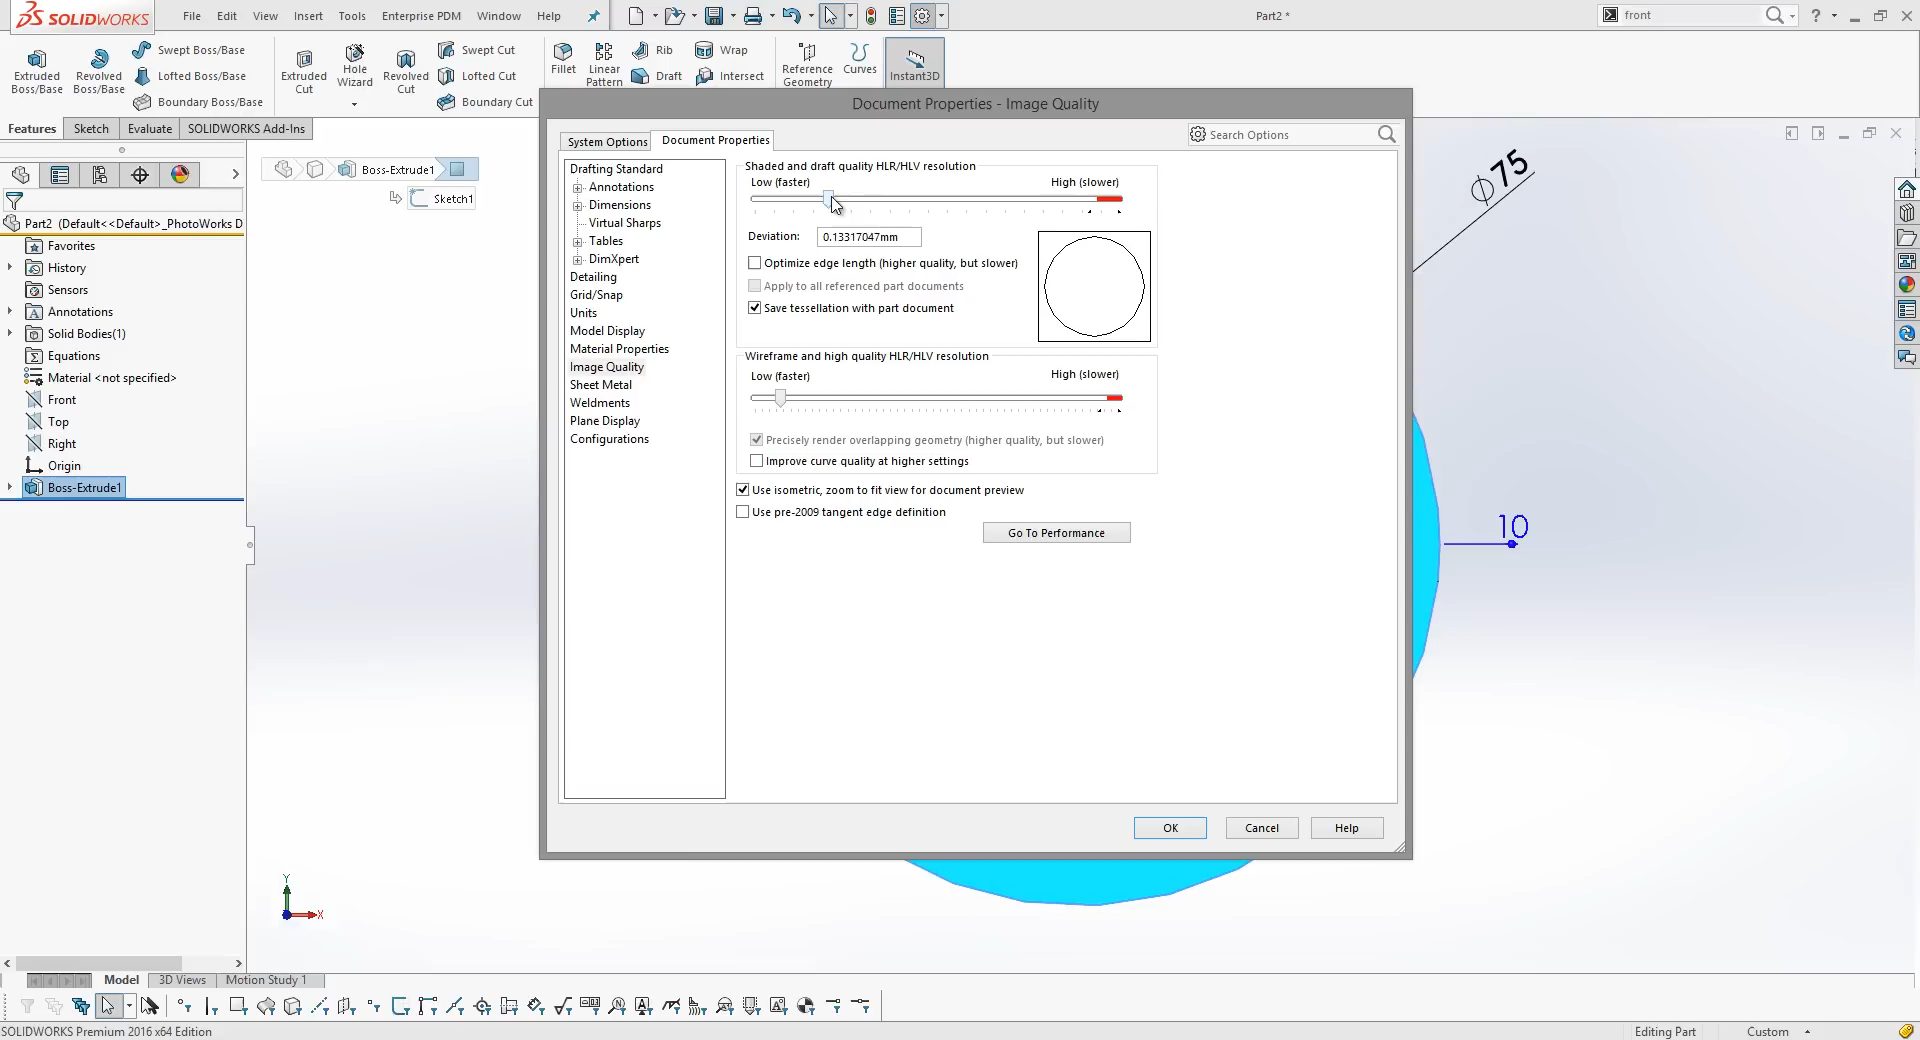 SOLIDWORKS File Edit View Insert Tools Enterprise PDM Window Help Part2 * front ?
Extruded Boss/Base
Revolved Boss/Base
Swept Boss/Base
Lofted Boss/Base
Boundary Boss/Base
Extruded Cut
Hole Wizard
Revolved Cut
Swept Cut
Lofted Cut
Boundary Cut
Fillet
Linear Pattern
Rib
Draft
Wrap
Intersect
Reference Geometry
Curves
Instant3D
Features Sketch Evaluate SOLIDWORKS Add-Ins
Boss-Extrude1
Sketch1
Part2 (Default<<Default>_PhotoWorks D
Favorites
History
Sensors
Annotations
Solid Bodies(1)
Equations
Material <not specified>
Front
Top
Right
Origin
Boss-Extrude1
Document Properties - Image Quality
System Options Document Properties
Search Options
Drafting Standard
Annotations
Dimensions
Virtual Sharps
Tables
DimXpert
Detailing
Grid/Snap
Units
Model Display
Material Properties
Image Quality
Sheet Metal
Weldments
Plane Display
Configurations
Shaded and draft quality HLR/HLV resolution
Low (faster) High (slower)
Deviation: 0.13317047mm
Optimize edge length (higher quality, but slower)
Apply to all referenced part documents
Save tessellation with part document
Wireframe and high quality HLR/HLV resolution
Low (faster) High (slower)
Precisely render overlapping geometry (higher quality, but slower)
Improve curve quality at higher settings
Use isometric, zoom to fit view for document preview
Use pre-2009 tangent edge definition
Go To Performance
OK Cancel Help
∅75
10
Y
X
Model 3D Views Motion Study 1
SOLIDWORKS Premium 2016 x64 Edition Editing Part Custom